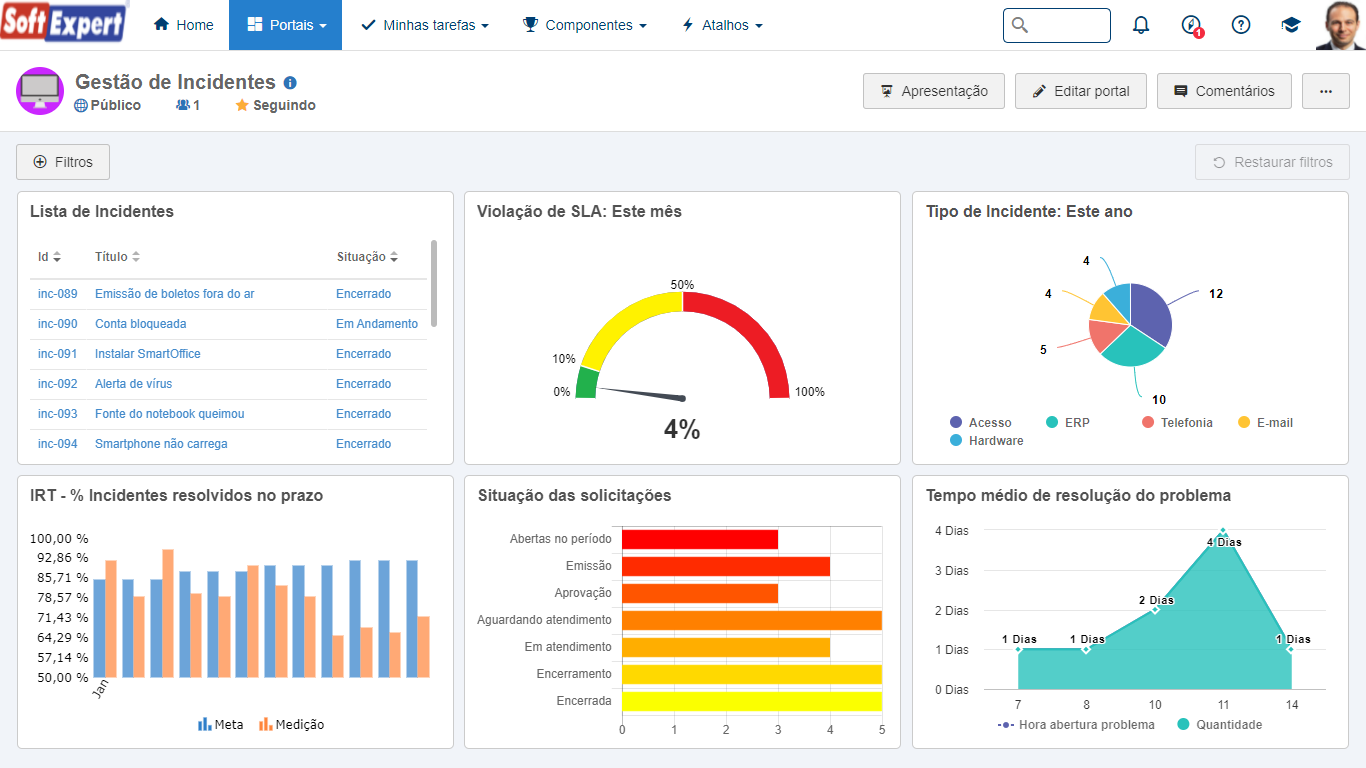 SoftExpert
Home
Portais
Minhas tarefas
Componentes
Atalhos
1
Gestão de Incidentes
Público
1
Seguindo
Apresentação
Editar portal
Comentários
...
Filtros
Restaurar filtros
Lista de Incidentes
Id Título Situação
inc-089 Emissão de boletos fora do ar Encerrado
inc-090 Conta bloqueada Em Andamento
inc-091 Instalar SmartOffice Encerrado
inc-092 Alerta de vírus Encerrado
inc-093 Fonte do notebook queimou Encerrado
inc-094 Smartphone não carrega Encerrado
Violação de SLA: Este mês
50%
10%
0%
100%
4%
Tipo de Incidente: Este ano
4
4
12
5
10
Acesso ERP Telefonia E-mail
Hardware
IRT - % Incidentes resolvidos no prazo
100,00 %
92,86 %
85,71 %
78,57 %
71,43 %
64,29 %
57,14 %
50,00 %
Jan
Meta Medição
Situação das solicitações
Abertas no período
Emissão
Aprovação
Aguardando atendimento
Em atendimento
Encerramento
Encerrada
0 1 2 3 4 5
Tempo médio de resolução do problema
4 Dias
3 Dias
2 Dias
1 Dias
0 Dias
1 Dias
1 Dias
2 Dias
4 Dias
1 Dias
7 8 10 11 14
Hora abertura problema Quantidade